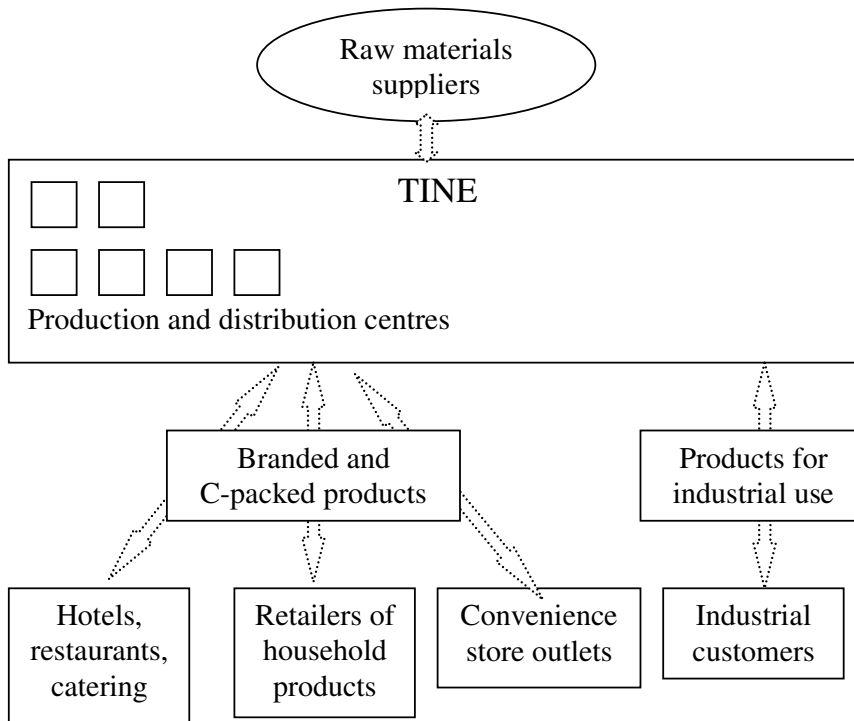 Raw materials
suppliers
TINE
Production and distribution centres
Branded and
C-packed products
Products for
industrial use
Hotels,
restaurants,
catering
Retailers of
household
products
Convenience
store outlets
Industrial
customers